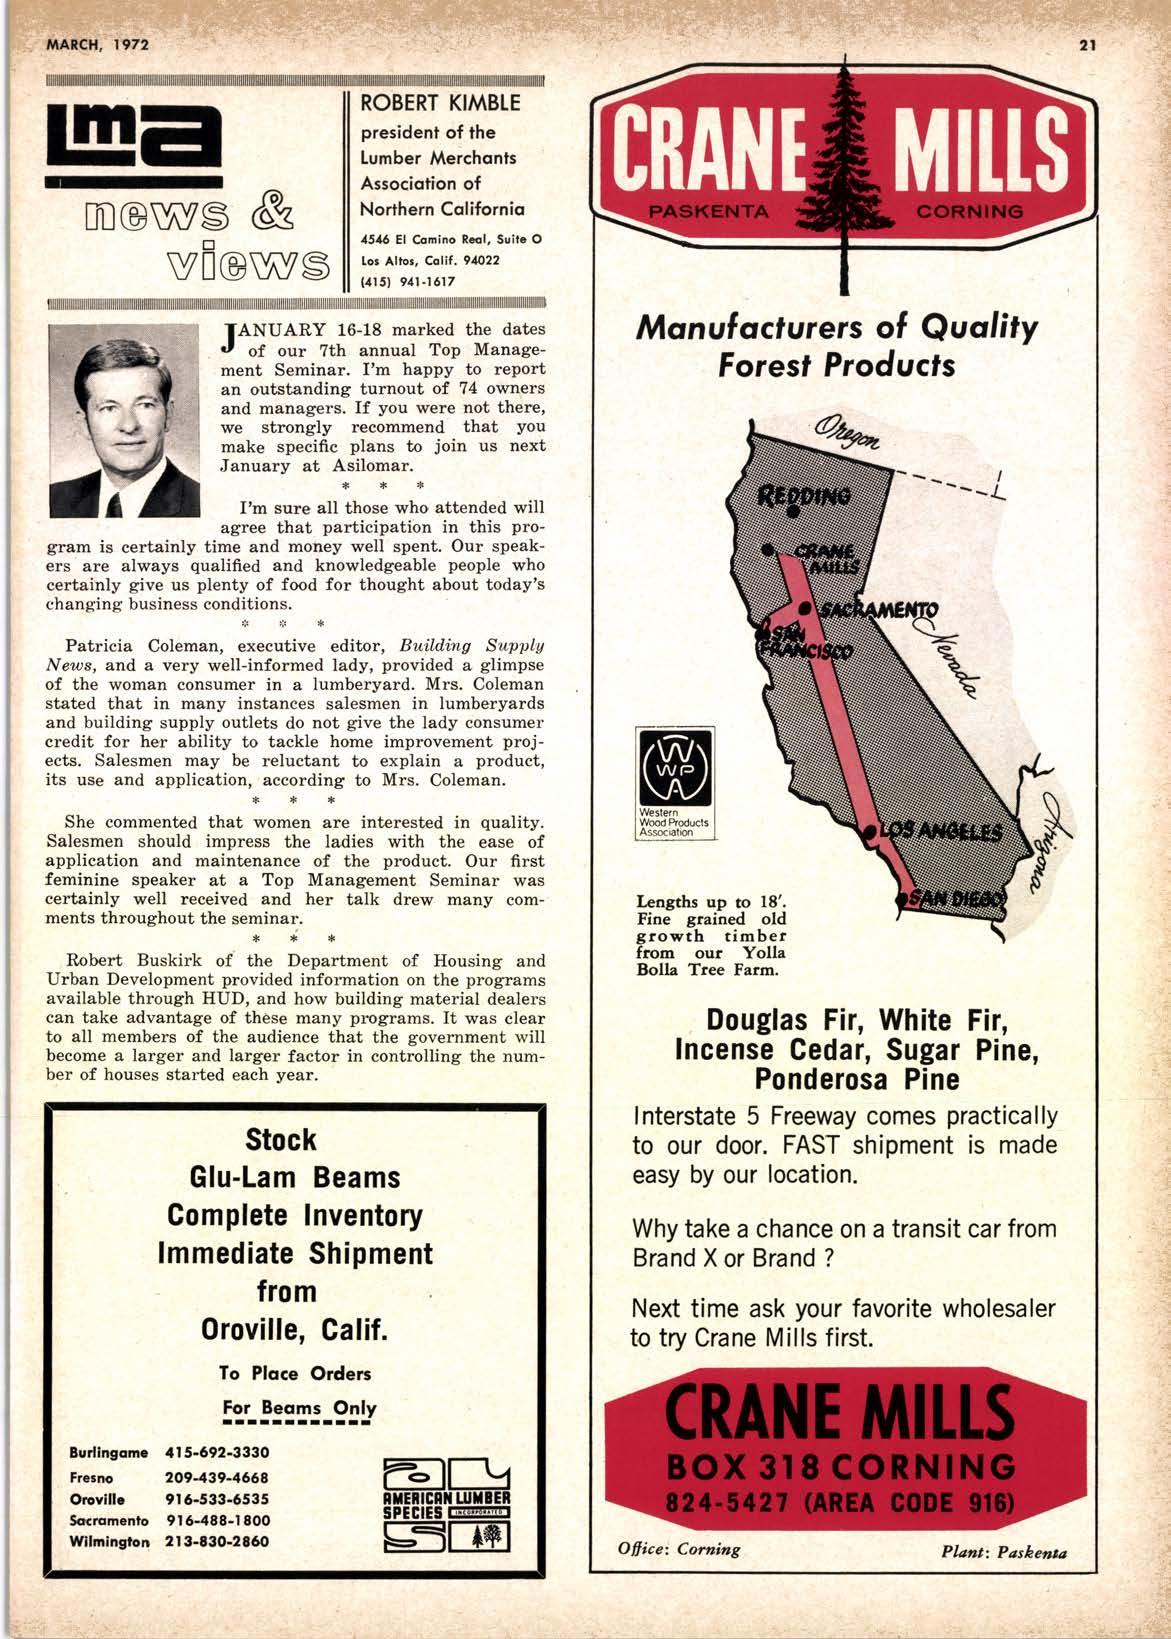 MARCH, 1972
21
lma
news &
views
ROBERT KIMBLE
president of the
Lumber Merchants
Association of
Northern California
4546 El Camino Real, Suite O
Los Altos, Calif. 94022
(415) 941-1617
JANUARY 16-18 marked the dates
of our 7th annual Top Manage-
ment Seminar. I'm happy to report
an outstanding turnout of 74 owners
and managers. If you were not there,
we strongly recommend that you
make specific plans to join us next
January at Asilomar.
* * *
I'm sure all those who attended will
agree that participation in this pro-
gram is certainly time and money well spent. Our speak-
ers are always qualified and knowledgeable people who
certainly give us plenty of food for thought about today's
changing business conditions.
* * *
Patricia Coleman, executive editor, Building Supply
News, and a very well-informed lady, provided a glimpse
of the woman consumer in a lumberyard. Mrs. Coleman
stated that in many instances salesmen in lumberyards
and building supply outlets do not give the lady consumer
credit for her ability to tackle home improvement proj-
ects. Salesmen may be reluctant to explain a product,
its use and application, according to Mrs. Coleman.
* * *
She commented that women are interested in quality.
Salesmen should impress the ladies with the ease of
application and maintenance of the product. Our first
feminine speaker at a Top Management Seminar was
certainly well received and her talk drew many com-
ments throughout the seminar.
* * *
Robert Buskirk of the Department of Housing and
Urban Development provided information on the programs
available through HUD, and how building material dealers
can take advantage of these many programs. It was clear
to all members of the audience that the government will
become a larger and larger factor in controlling the num-
ber of houses started each year.
Stock
Glu-Lam Beams
Complete Inventory
Immediate Shipment
from
Oroville, Calif.
To Place Orders
For Beams Only
Burlingame 415-692-3330
Fresno 209-439-4668
Oroville 916-533-6535
Sacramento 916-488-1800
Wilmington 213-830-2860
AMERICAN LUMBER
SPECIES INCORPORATED
CRANE MILLS
PASKENTA CORNING
Manufacturers of Quality
Forest Products
Oregon
REDDING
CRANE
MILLS
SACRAMENTO
SAN
FRANCISCO
Nevada
LOS ANGELES
Arizona
SAN DIEGO
W
WP
A
Western
Wood Products
Association
Lengths up to 18'.
Fine grained old
growth timber
from our Yolla
Bolla Tree Farm.
Douglas Fir, White Fir,
Incense Cedar, Sugar Pine,
Ponderosa Pine
Interstate 5 Freeway comes practically
to our door. FAST shipment is made
easy by our location.
Why take a chance on a transit car from
Brand X or Brand ?
Next time ask your favorite wholesaler
to try Crane Mills first.
CRANE MILLS
BOX 318 CORNING
824-5427 (AREA CODE 916)
Office: Corning
Plant: Paskenta